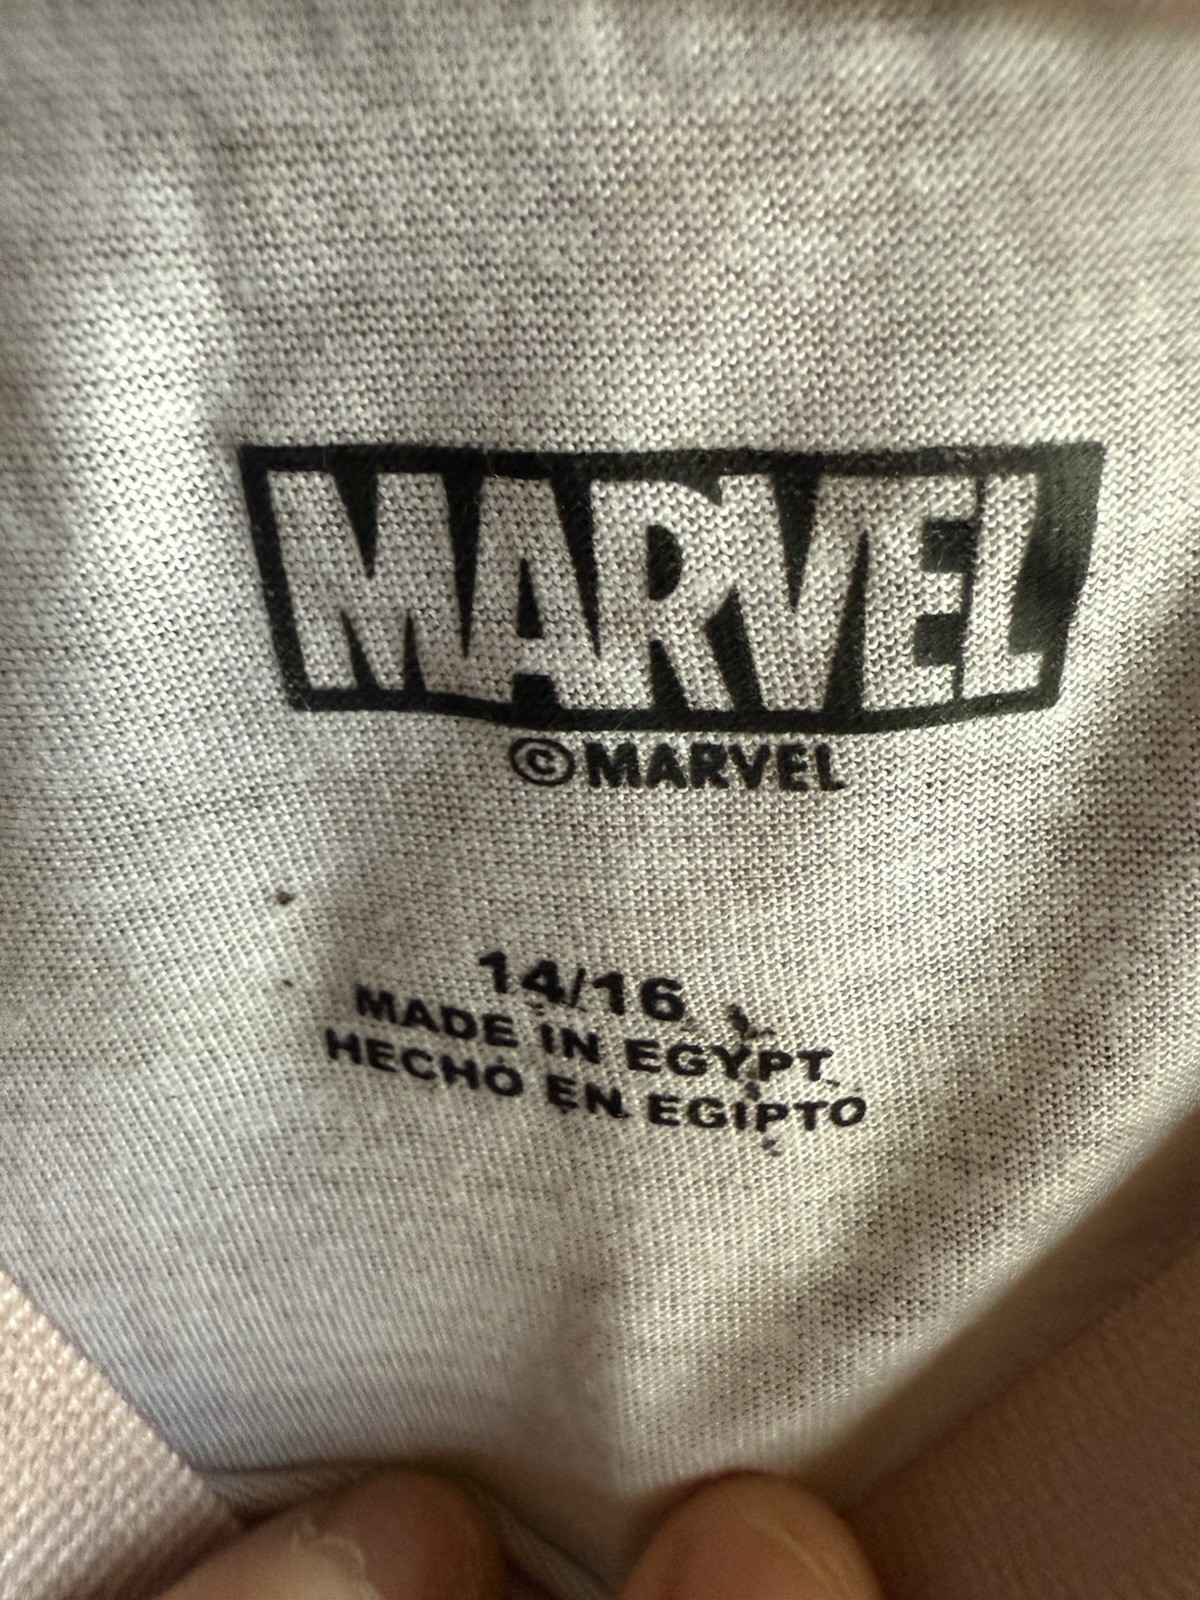 MARVEL
©MARVEL
14/16
MADE IN EGYPT
HECHO EN EGIPTO